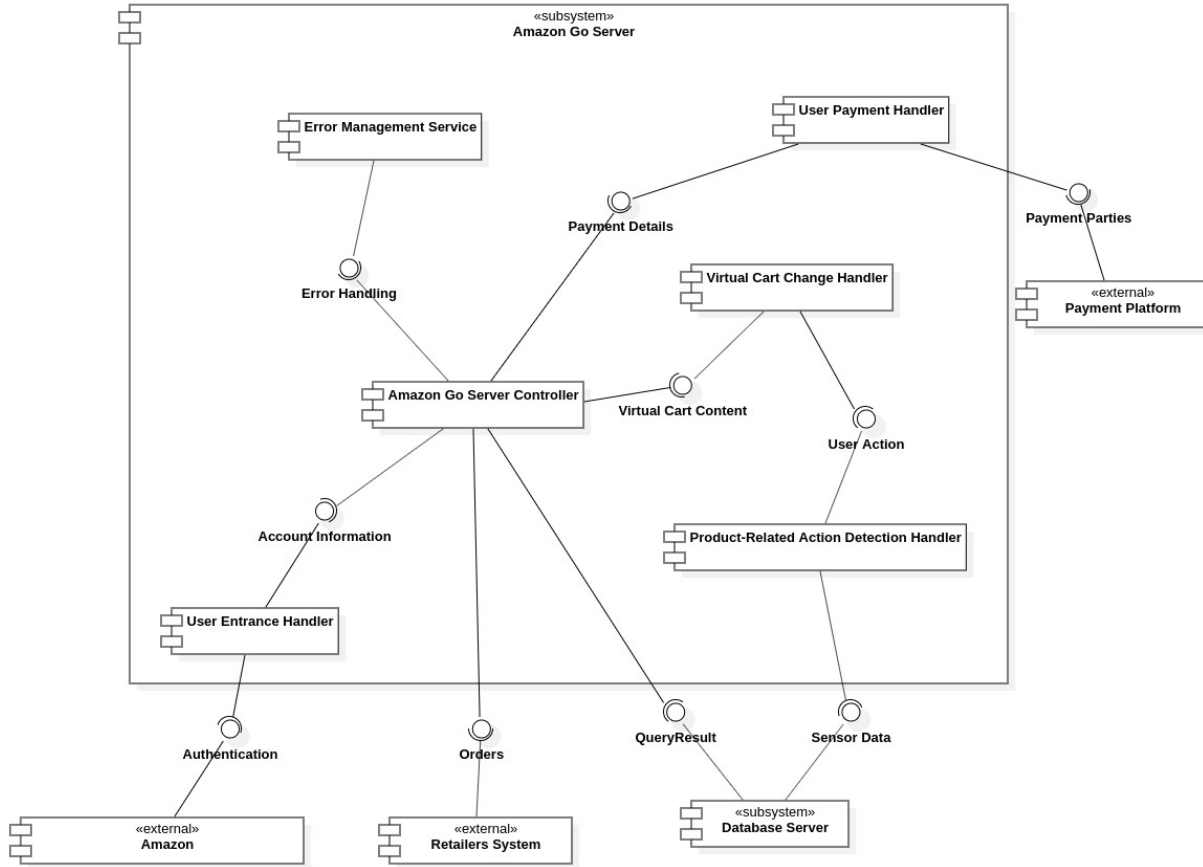 «subsystem»
Amazon Go Server
User Payment Handler
Error Management Service
Payment Details
Payment Parties
Virtual Cart Change Handler
Error Handling
«external»
Payment Platform
Amazon Go Server Controller
Virtual Cart Content
User Action
Account Information
Product-Related Action Detection Handler
User Entrance Handler
Authentication
Orders
QueryResult
Sensor Data
«external»
Amazon
«external»
Retailers System
«subsystem»
Database Server